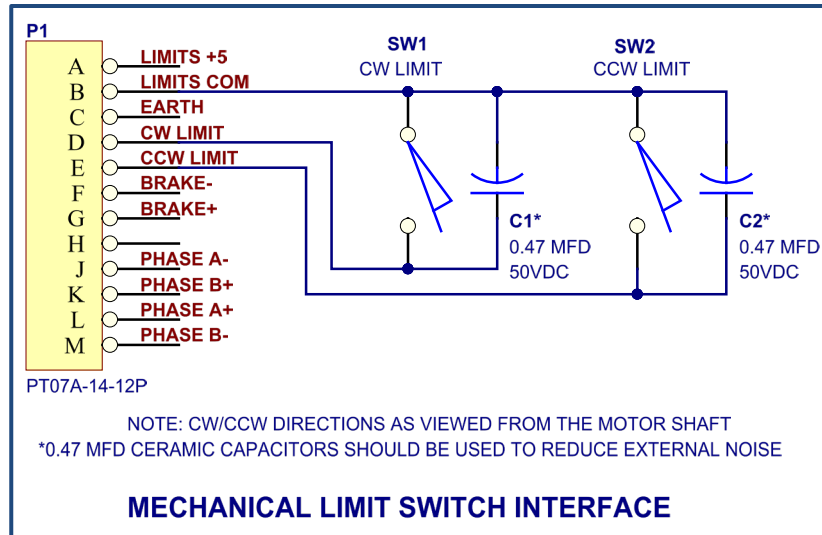 P1
A LIMITS +5
B LIMITS COM
C EARTH
D CW LIMIT
E CCW LIMIT
F BRAKE-
G BRAKE+
H
J PHASE A-
K PHASE B+
L PHASE A+
M PHASE B-
PT07A-14-12P
SW1
CW LIMIT
C1*
0.47 MFD
50VDC
SW2
CCW LIMIT
C2*
0.47 MFD
50VDC
NOTE: CW/CCW DIRECTIONS AS VIEWED FROM THE MOTOR SHAFT
*0.47 MFD CERAMIC CAPACITORS SHOULD BE USED TO REDUCE EXTERNAL NOISE
MECHANICAL LIMIT SWITCH INTERFACE